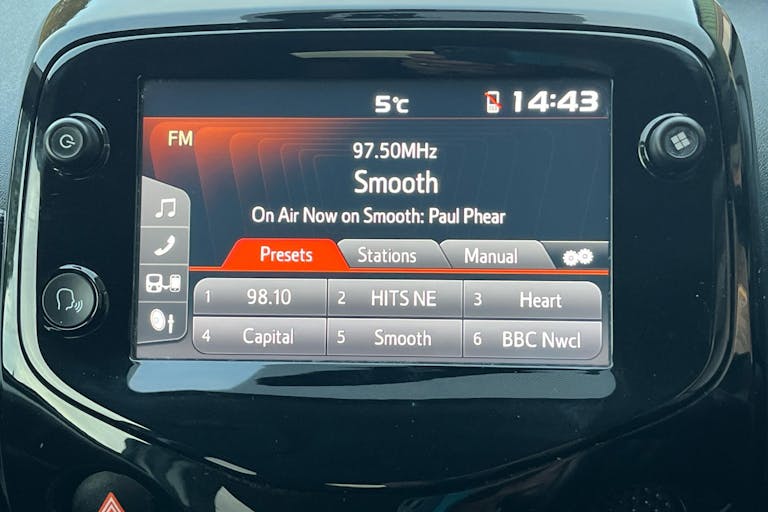 5°C 14:43
FM
97.50MHz
Smooth
On Air Now on Smooth: Paul Phear
Presets Stations Manual
1 98.10 2 HITS NE 3 Heart
4 Capital 5 Smooth 6 BBC Nwcl